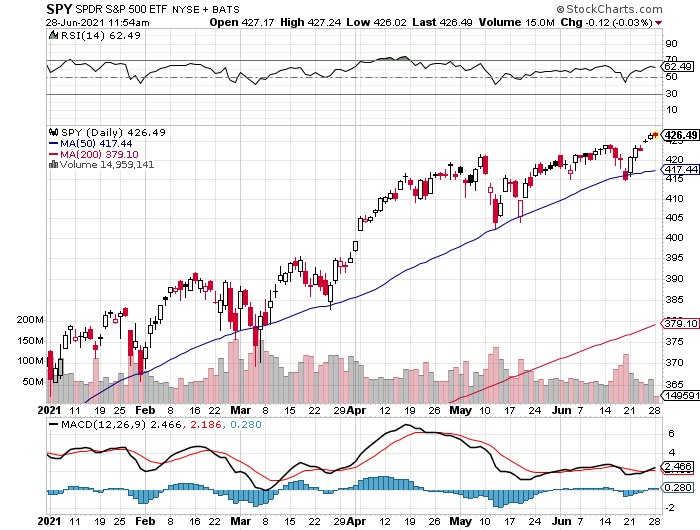 SPY SPDR S&P 500 ETF NYSE + BATS © StockCharts.com
28-Jun-2021 11:54am Open 427.17 High 427.24 Low 426.02 Last 426.49 Volume 15.0M Chg -0.12 (-0.03%)
RSI(14) 62.49
90
70
62.49
50
30
10
SPY (Daily) 426.49
MA(50) 417.44
MA(200) 379.10
Volume 14,959,141
426.49
425
420
417.44
415
410
405
400
395
390
385
379.10
375
370
365
149591
200M
150M
100M
50M
2021 11 19 25 Feb 8 16 22 Mar 8 15 22 29 Apr 12 19 26 May 10 17 24 Jun 7 14 21 28
MACD(12,26,9) 2.466, 2.186, 0.280
6
4
2.466
0.280
-2
2021 11 19 25 Feb 8 16 22 Mar 8 15 22 29 Apr 12 19 26 May 10 17 24 Jun 7 14 21 28